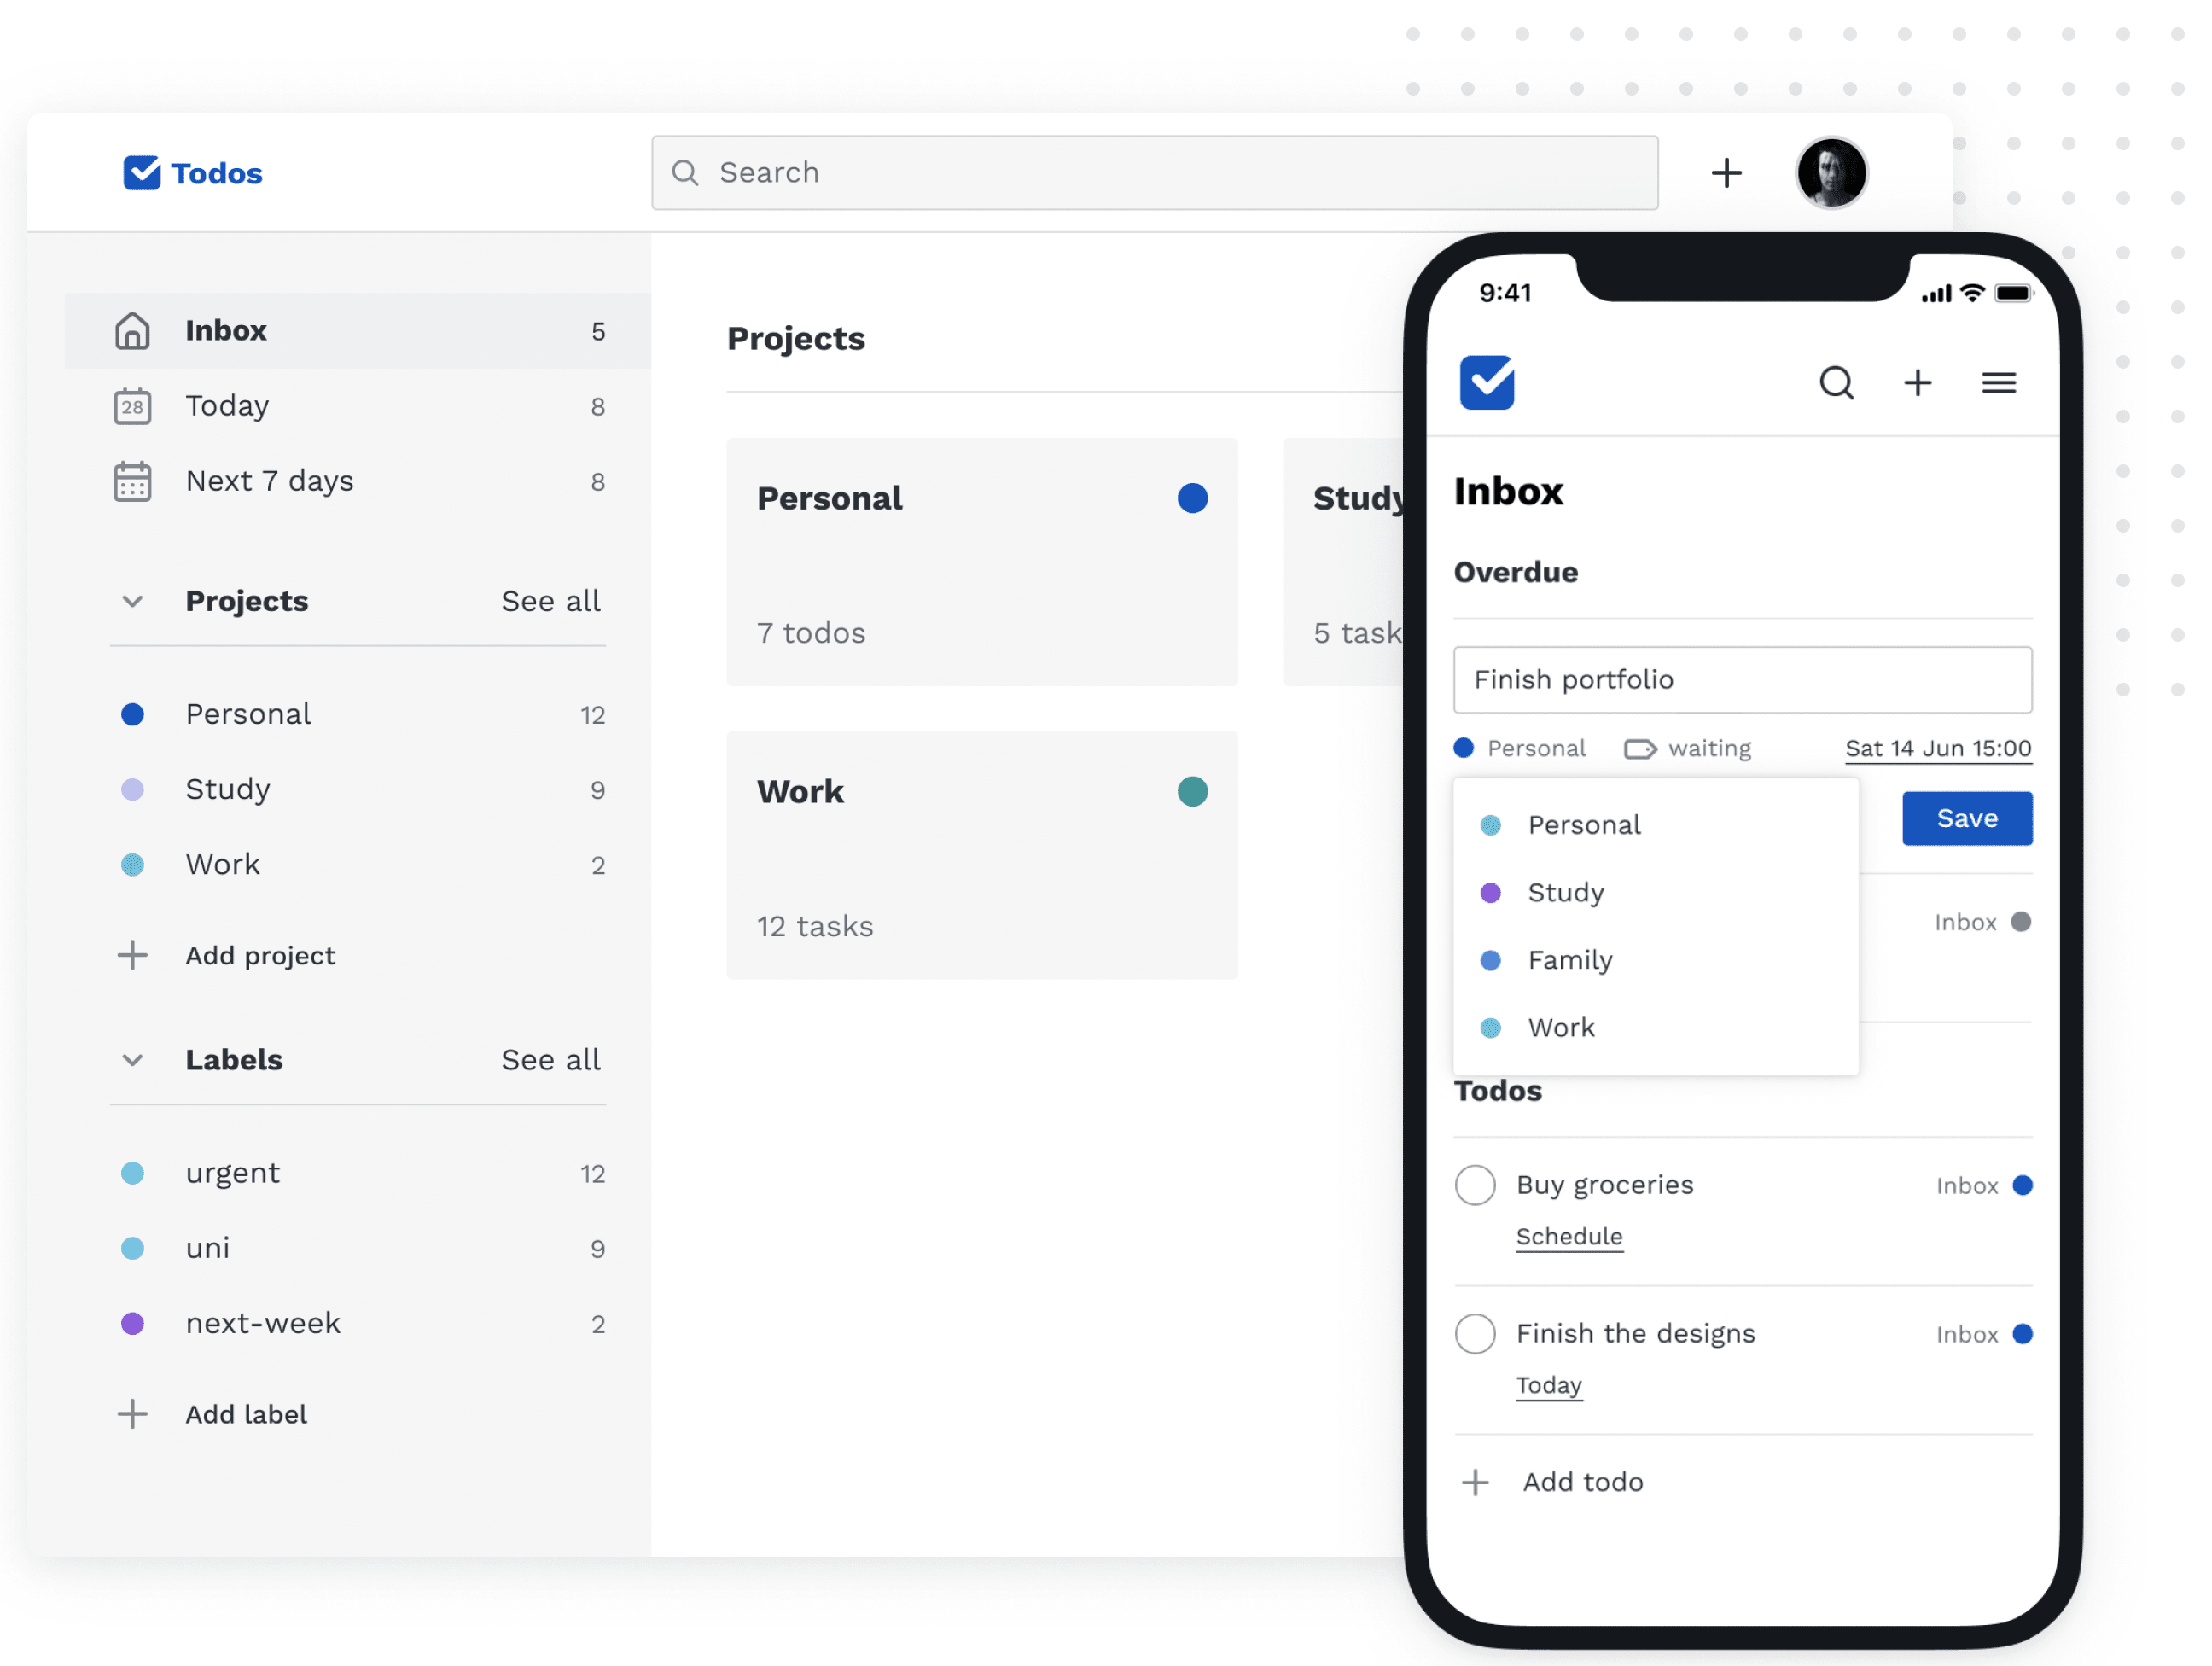 Todos
Search
Inbox 5
28 Today 8
Next 7 days 8
Projects See all
Personal 12
Study 9
Work 2
Add project
Labels See all
urgent 12
uni 9
next-week 2
Add label
Projects
Personal
7 todos
Study
5 task
Work
12 tasks
9:41
Inbox
Overdue
Finish portfolio
Personal waiting Sat 14 Jun 15:00
Save
Personal
Study
Family
Work
Inbox
Todos
Buy groceries Inbox
Schedule
Finish the designs Inbox
Today
Add todo